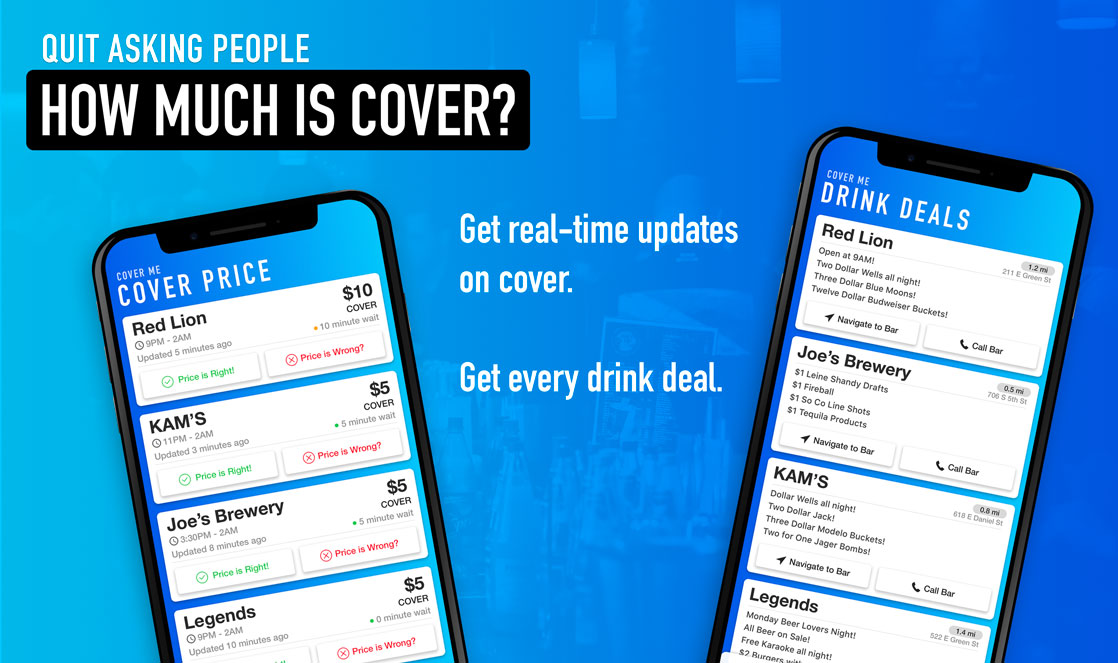 QUIT ASKING PEOPLE
HOW MUCH IS COVER?
Get real-time updates
on cover.
Get every drink deal.
COVER ME
COVER PRICE
Red Lion
$10
COVER
9PM - 2AM
10 minute wait
Updated 5 minutes ago
Price is Right!
Price is Wrong?
KAM'S
$5
COVER
11PM - 2AM
5 minute wait
Updated 3 minutes ago
Price is Right!
Price is Wrong?
Joe's Brewery
$5
COVER
3:30PM - 2AM
5 minute wait
Updated 8 minutes ago
Price is Right!
Price is Wrong?
Legends
$5
COVER
9PM - 2AM
0 minute wait
Updated 10 minutes ago
Price is Wrong?
COVER ME
DRINK DEALS
Red Lion
1.2 mi
211 E Green St
Open at 9AM!
Two Dollar Wells all night!
Three Dollar Blue Moons!
Twelve Dollar Budweiser Buckets!
Navigate to Bar
Call Bar
Joe's Brewery
0.5 mi
706 S 5th St
$1 Leine Shandy Drafts
$1 Fireball
$1 So Co Line Shots
$1 Tequila Products
Navigate to Bar
Call Bar
KAM'S
0.8 mi
618 E Daniel St
Dollar Wells all night!
Two Dollar Jack!
Three Dollar Modelo Buckets!
Two for One Jager Bombs!
Navigate to Bar
Call Bar
Legends
1.4 mi
522 E Green St
Monday Beer Lovers Night!
All Beer on Sale!
Free Karaoke all night!
$2 Burgers